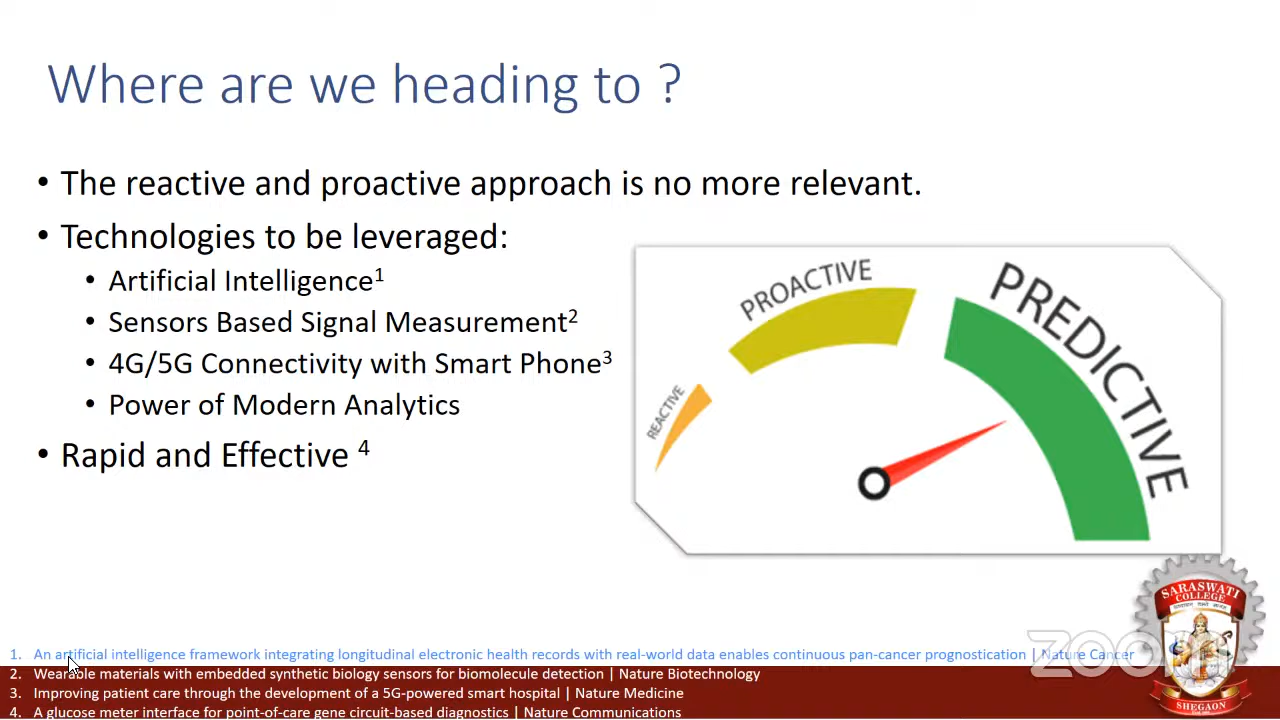 Where are we heading to ?
• The reactive and proactive approach is no more relevant.
• Technologies to be leveraged:
• Artificial Intelligence1
• Sensors Based Signal Measurement2
• 4G/5G Connectivity with Smart Phone3
• Power of Modern Analytics
• Rapid and Effective 4
REACTIVE
PROACTIVE
PREDICTIVE
SARASWATI
COLLEGE
SHEGAON
zoom
1. An artificial intelligence framework integrating longitudinal electronic health records with real-world data enables continuous pan-cancer prognostication | Nature Cancer
2. Wearable materials with embedded synthetic biology sensors for biomolecule detection | Nature Biotechnology
3. Improving patient care through the development of a 5G-powered smart hospital | Nature Medicine
4. A glucose meter interface for point-of-care gene circuit-based diagnostics | Nature Communications